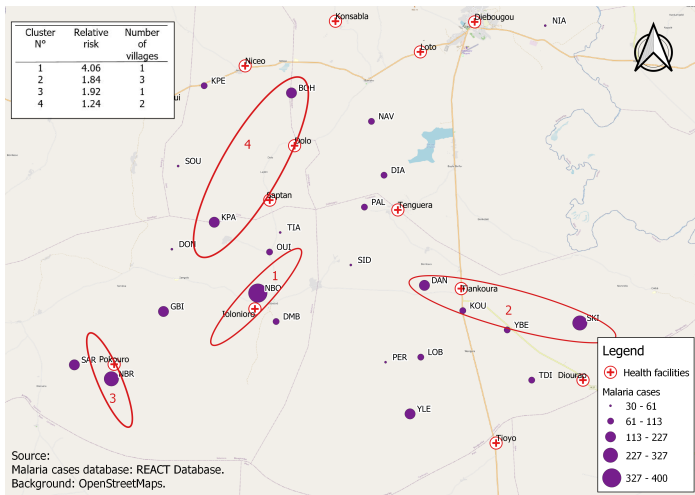 Cluster Relative Number
N° risk of
villages
1 4.06 1
2 1.84 3
3 1.92 1
4 1.24 2
Konsabla
Diebougou
NIA
Loto
Niceo
KPE
BOH
ui
NAV
4
Dolo
SOU
DIA
Saptan
PAL
Tenguera
KPA
TIA
DON
OUI
SID
1
NBO
DAN
Dankoura
GBI
Tolonioro
DMB
KOU
2
SKI
YBE
PER
LOB
SAR
Pokouro
NBR
TDI
Diourao
3
YLE
Tioyo
Legend
Health facilities
Malaria cases
30 - 61
61 - 113
113 - 227
227 - 327
327 - 400
Source:
Malaria cases database: REACT Database.
Background: OpenStreetMaps.